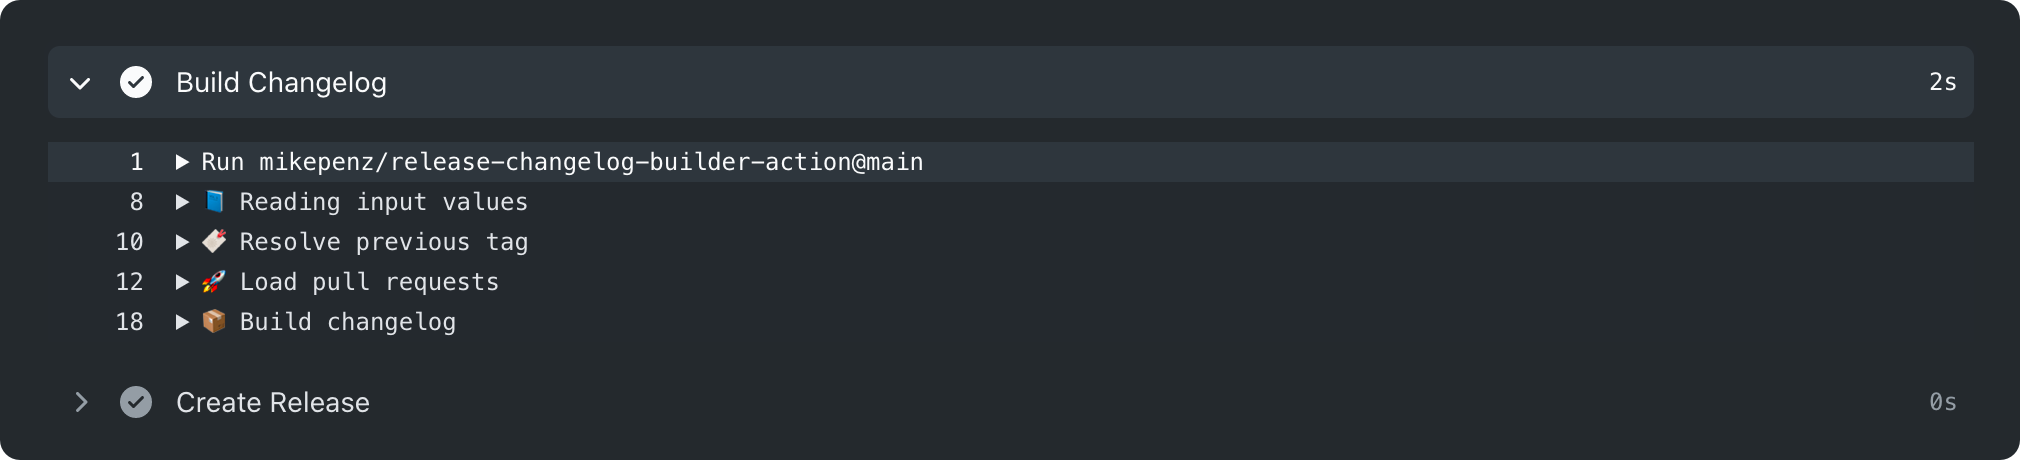 Build Changelog 2s
1 Run mikepenz/release-changelog-builder-action@main
8 Reading input values
10 Resolve previous tag
12 Load pull requests
18 Build changelog
Create Release 0s